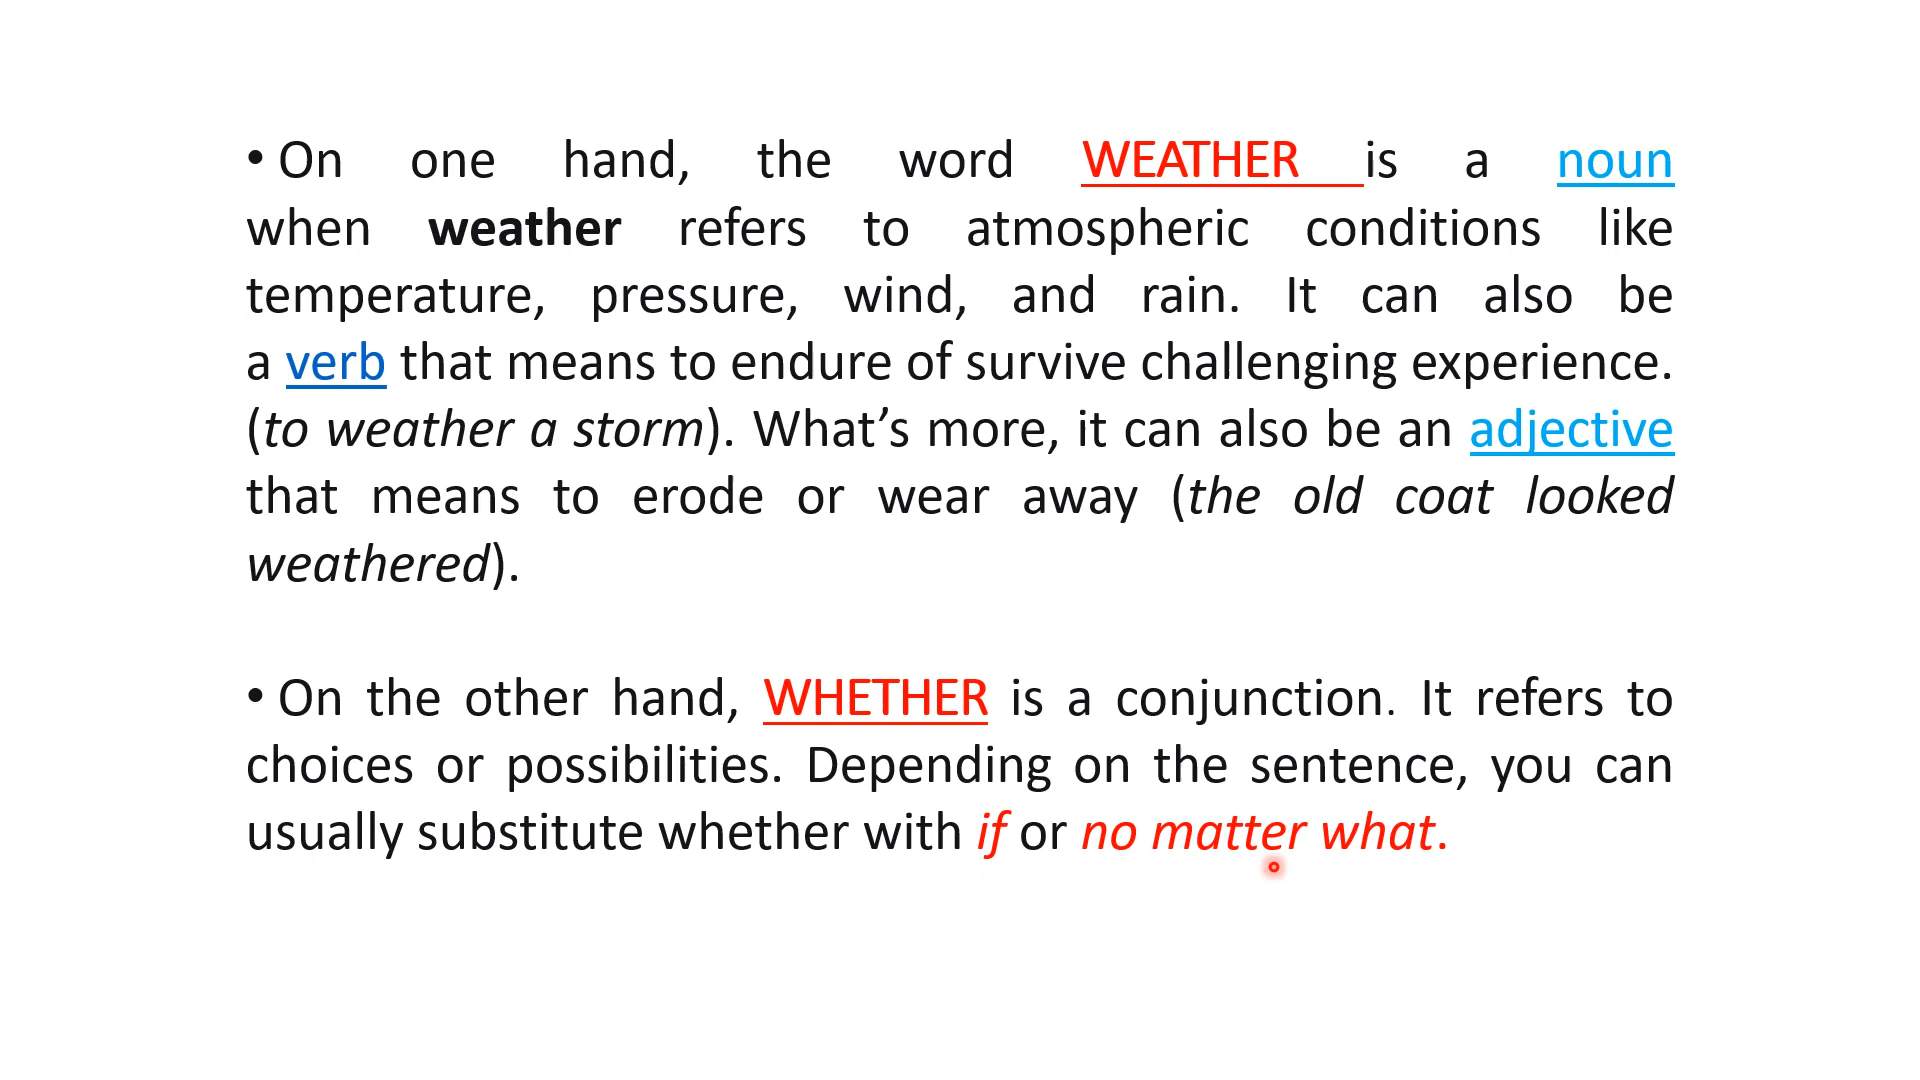 • On one hand, the word WEATHER is a noun
when weather refers to atmospheric conditions like
temperature, pressure, wind, and rain. It can also be
a verb that means to endure of survive challenging experience.
(to weather a storm). What’s more, it can also be an adjective
that means to erode or wear away (the old coat looked
weathered).
• On the other hand, WHETHER is a conjunction. It refers to
choices or possibilities. Depending on the sentence, you can
usually substitute whether with if or no matter what.